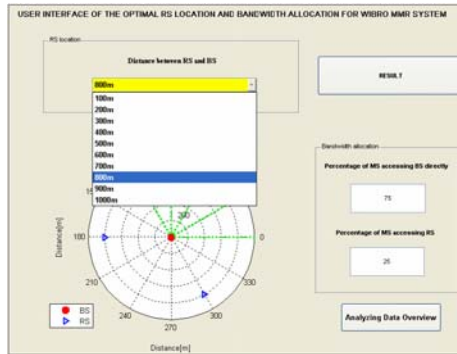 USER INTERFACE OF THE OPTIMAL RS LOCATION AND BANDWIDTH ALLOCATION FOR WIBRO MMR SYSTEM
RS location
Distance between RS and BS
800m
100m
200m
300m
400m
500m
600m
700m
800m
900m
1000m
RESULT
Bandwidth allocation
Percentage of MS accessing BS directly
75
Percentage of MS accessing RS
25
Analyzing Data Overview
180
0
210
330
240
300
270
Distance[m]
Distance[m]
BS
RS